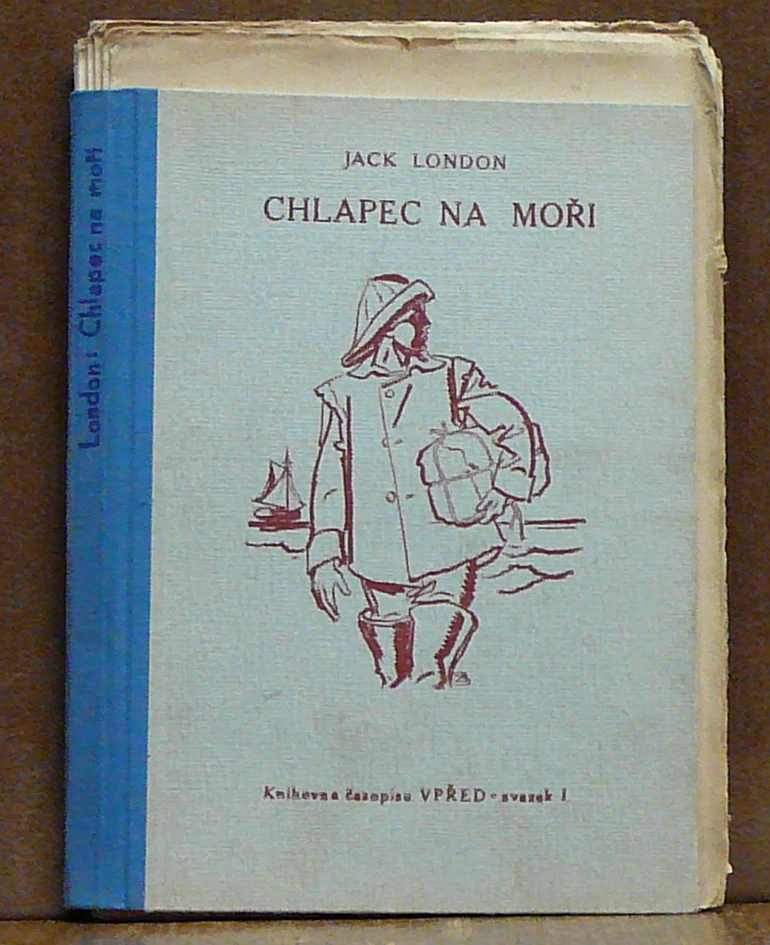 London: Chlapec na moři
JACK LONDON
CHLAPEC NA MOŘI
Knihovna časopisu VPŘED - svazek 1